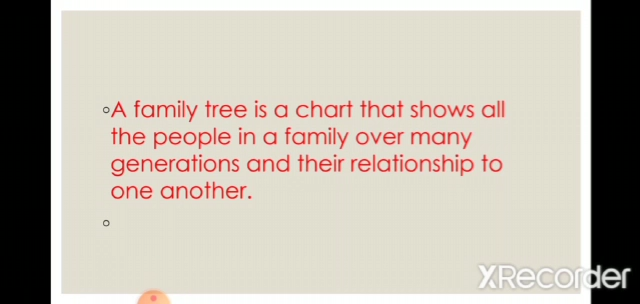 A family tree is a chart that shows all
the people in a family over many
generations and their relationship to
one another.
XRecorder